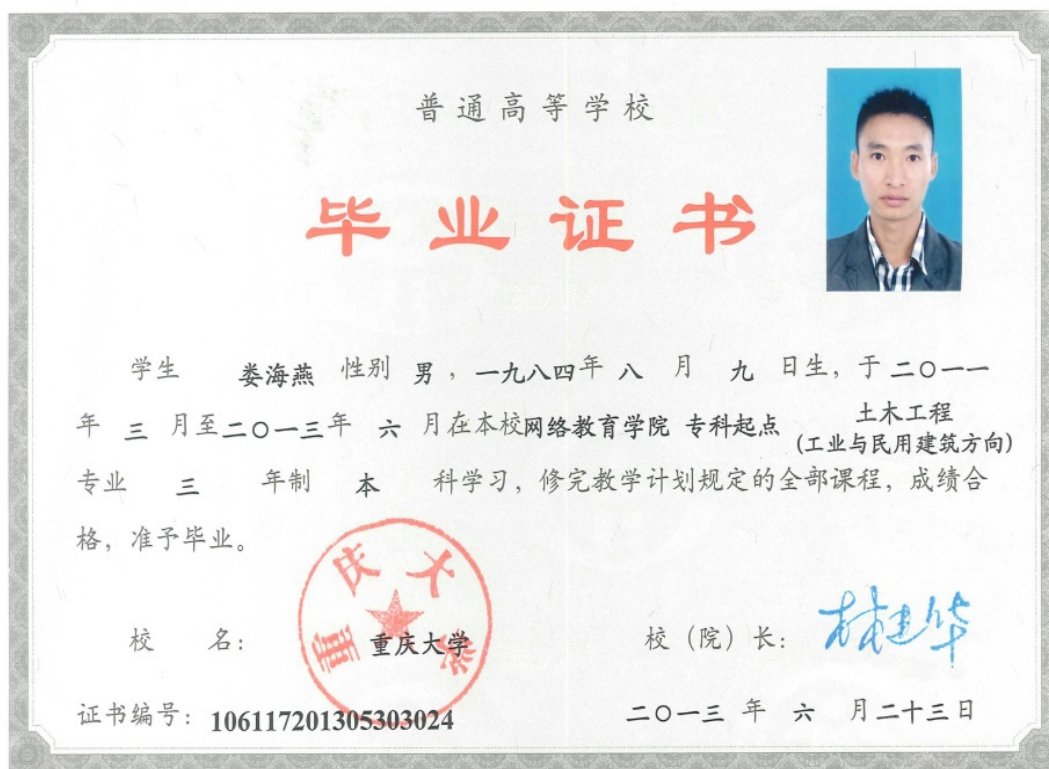 普通高等学校
毕业证书
学生 娄海燕 性别 男，一九八四年 八 月 九 日生，于二〇一一
年 三 月至二〇一三年 六 月在本校网络教育学院 专科起点 土木工程
(工业与民用建筑方向)
专业 三 年制 本 科学习，修完教学计划规定的全部课程，成绩合
格，准予毕业。
重庆大学
校 名：重庆大学 校（院）长：林建华
证书编号：106117201305303024 二〇一三 年 六 月二十三日